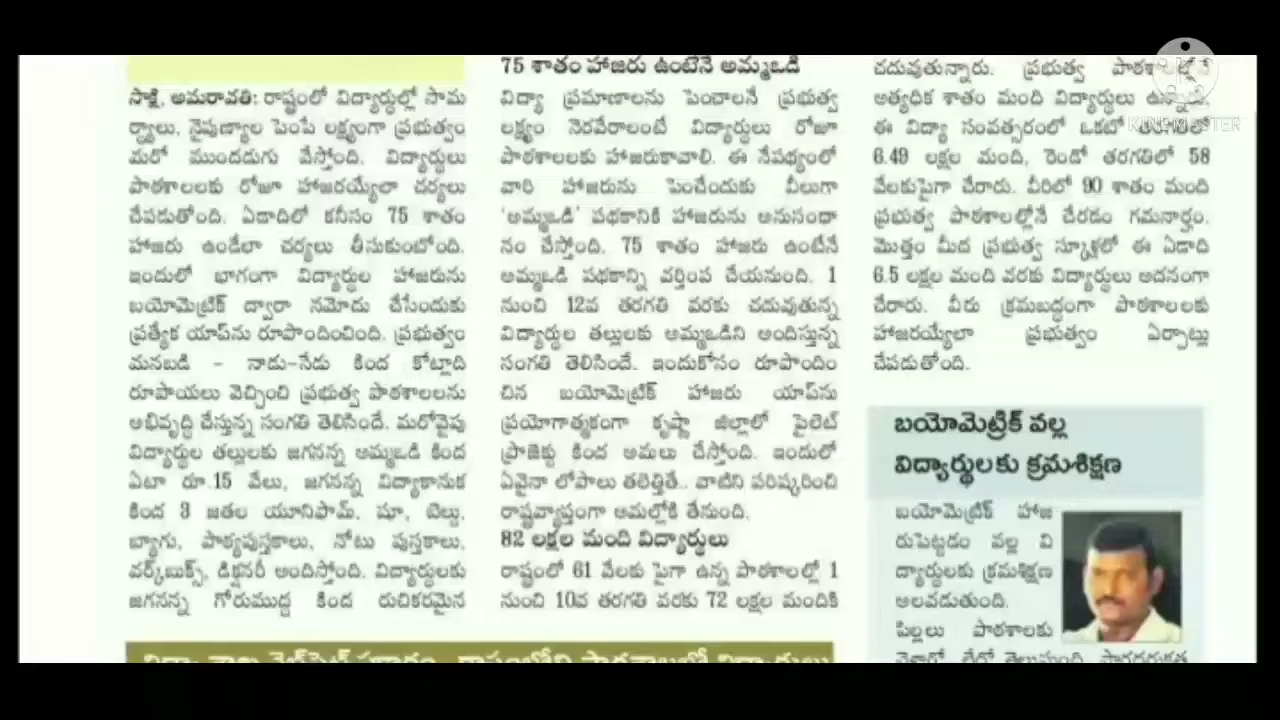 సాక్షి, అమరావతి: రాష్ట్రంలో విద్యార్థుల్లో సామ
ర్థ్యాలు, నైపుణ్యాల పెంపే లక్ష్యంగా ప్రభుత్వం
మరో ముందడుగు వేస్తోంది. విద్యార్థులు
పాఠశాలలకు రోజూ హాజరయ్యేలా చర్యలు
చేపడుతోంది. ఏడాదిలో కనీసం 75 శాతం
హాజరు ఉండేలా చర్యలు తీసుకుంటోంది.
ఇందులో భాగంగా విద్యార్థుల హాజరును
బయోమెట్రిక్ ద్వారా నమోదు చేసేందుకు
ప్రత్యేక యాప్‌ను రూపొందించింది. ప్రభుత్వం
మనబడి – నాడు–నేడు కింద కోట్లాది
రూపాయలు వెచ్చించి ప్రభుత్వ పాఠశాలలను
అభివృద్ధి చేస్తున్న సంగతి తెలిసిందే. మరోవైపు
విద్యార్థుల తల్లులకు జగనన్న అమ్మఒడి కింద
ఏటా రూ.15 వేలు, జగనన్న విద్యాకానుక
కింద 3 జతల యూనిఫామ్, షూ, బెల్టు,
బ్యాగు, పాఠ్యపుస్తకాలు, నోటు పుస్తకాలు,
వర్క్‌బుక్స్, డిక్షనరీ అందిస్తోంది. విద్యార్థులకు
జగనన్న గోరుముద్ద కింద రుచికరమైన
75 శాతం హాజరు ఉంటేనే అమ్మఒడి
విద్యా ప్రమాణాలను పెంచాలనే ప్రభుత్వ
లక్ష్యం నెరవేరాలంటే విద్యార్థులు రోజూ
పాఠశాలలకు హాజరుకావాలి. ఈ నేపథ్యంలో
వారి హాజరును పెంచేందుకు వీలుగా
‘అమ్మఒడి’ పథకానికి హాజరును అనుసంధా
నం చేస్తోంది. 75 శాతం హాజరు ఉంటేనే
అమ్మఒడి పథకాన్ని వర్తింప చేయనుంది. 1
నుంచి 12వ తరగతి వరకు చదువుతున్న
విద్యార్థుల తల్లులకు అమ్మఒడిని అందిస్తున్న
సంగతి తెలిసిందే. ఇందుకోసం రూపొందిం
చిన బయోమెట్రిక్ హాజరు యాప్‌ను
ప్రయోగాత్మకంగా కృష్ణా జిల్లాలో పైలెట్
ప్రాజెక్టు కింద అమలు చేస్తోంది. ఇందులో
ఏవైనా లోపాలు తలెత్తితే.. వాటిని పరిష్కరించి
రాష్ట్రవ్యాప్తంగా అమల్లోకి తేనుంది.
82 లక్షల మంది విద్యార్థులు
రాష్ట్రంలో 61 వేలకు పైగా ఉన్న పాఠశాలల్లో 1
నుంచి 10వ తరగతి వరకు 72 లక్షల మందికి
చదువుతున్నారు. ప్రభుత్వ పాఠశాలల్లోనే
అత్యధిక శాతం మంది విద్యార్థులు ఉన్నారు.
ఈ విద్యా సంవత్సరంలో ఒకటో తరగతిలో
6.49 లక్షల మంది, రెండో తరగతిలో 58
వేలకుపైగా చేరారు. వీరిలో 90 శాతం మంది
ప్రభుత్వ పాఠశాలల్లోనే చేరడం గమనార్హం.
మొత్తం మీద ప్రభుత్వ స్కూళ్లలో ఈ ఏడాది
6.5 లక్షల మంది వరకు విద్యార్థులు అదనంగా
చేరారు. వీరు క్రమబద్ధంగా పాఠశాలలకు
హాజరయ్యేలా ప్రభుత్వం ఏర్పాట్లు
చేపడుతోంది.
బయోమెట్రిక్ వల్ల
విద్యార్థులకు క్రమశిక్షణ
బయోమెట్రిక్ హాజ
రుపెట్టడం వల్ల వి
ద్యార్థులకు క్రమశిక్షణ
అలవడుతుంది.
పిల్లలు పాఠశాలకు
KINEMASTER